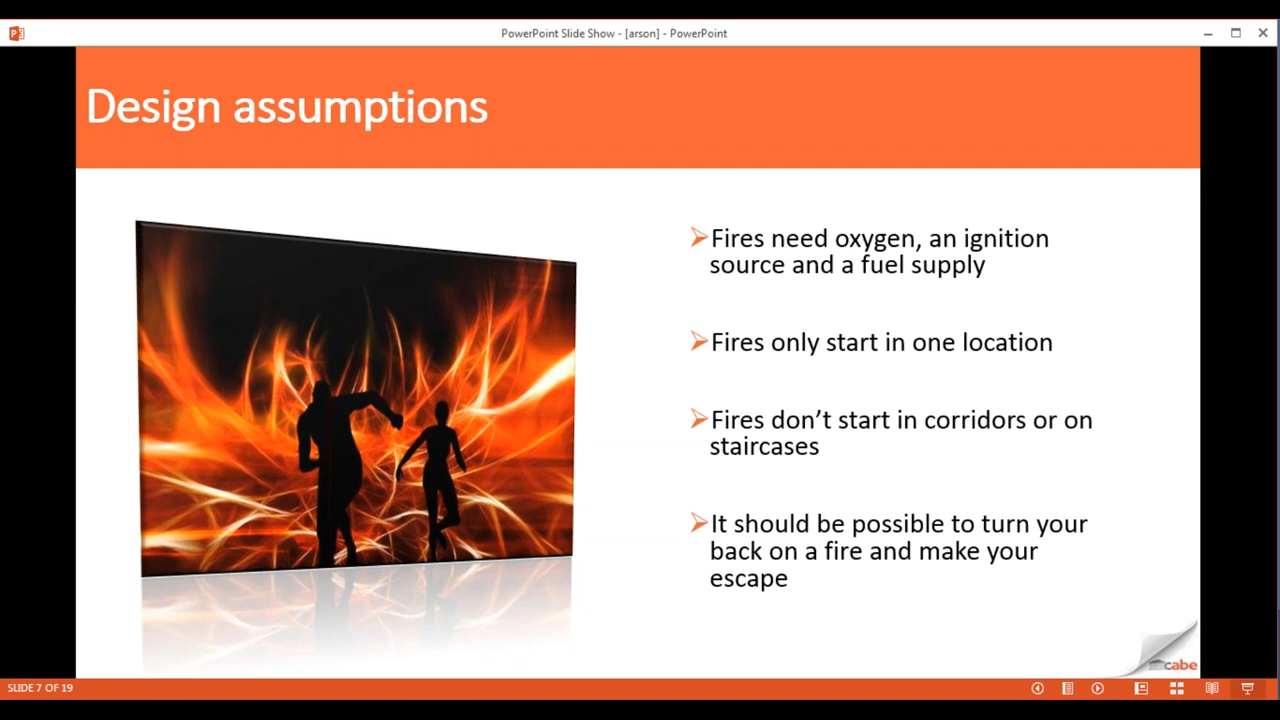 PowerPoint Slide Show - [arson] - PowerPoint
Design assumptions
Fires need oxygen, an ignition
source and a fuel supply
Fires only start in one location
Fires don’t start in corridors or on
staircases
It should be possible to turn your
back on a fire and make your
escape
cabe
SLIDE 7 OF 19